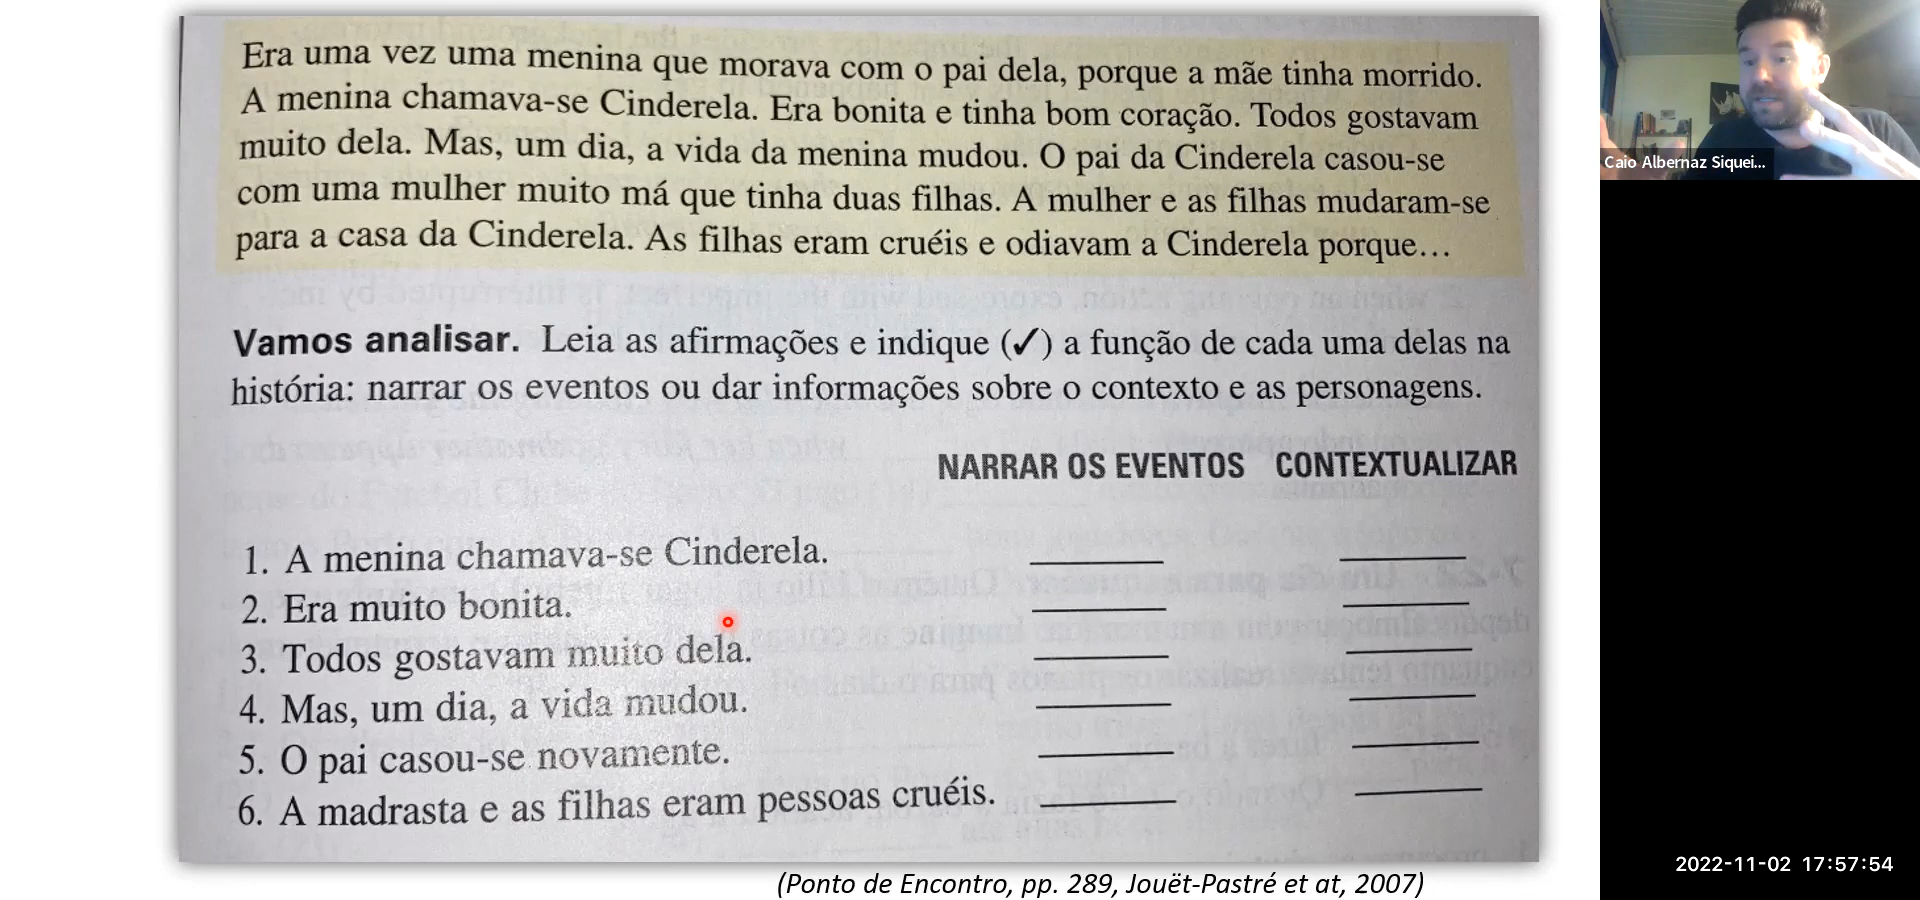 Era uma vez uma menina que morava com o pai dela, porque a mãe tinha morrido.
A menina chamava-se Cinderela. Era bonita e tinha bom coração. Todos gostavam
muito dela. Mas, um dia, a vida da menina mudou. O pai da Cinderela casou-se
com uma mulher muito má que tinha duas filhas. A mulher e as filhas mudaram-se
para a casa da Cinderela. As filhas eram cruéis e odiavam a Cinderela porque…
Vamos analisar. Leia as afirmações e indique (✓) a função de cada uma delas na
história: narrar os eventos ou dar informações sobre o contexto e as personagens.
NARRAR OS EVENTOS CONTEXTUALIZAR
1. A menina chamava-se Cinderela.
2. Era muito bonita.
3. Todos gostavam muito dela.
4. Mas, um dia, a vida mudou.
5. O pai casou-se novamente.
6. A madrasta e as filhas eram pessoas cruéis.
(Ponto de Encontro, pp. 289, Jouët-Pastré et at, 2007)
Caio Albernaz Siquei...
2022-11-02 17:57:54